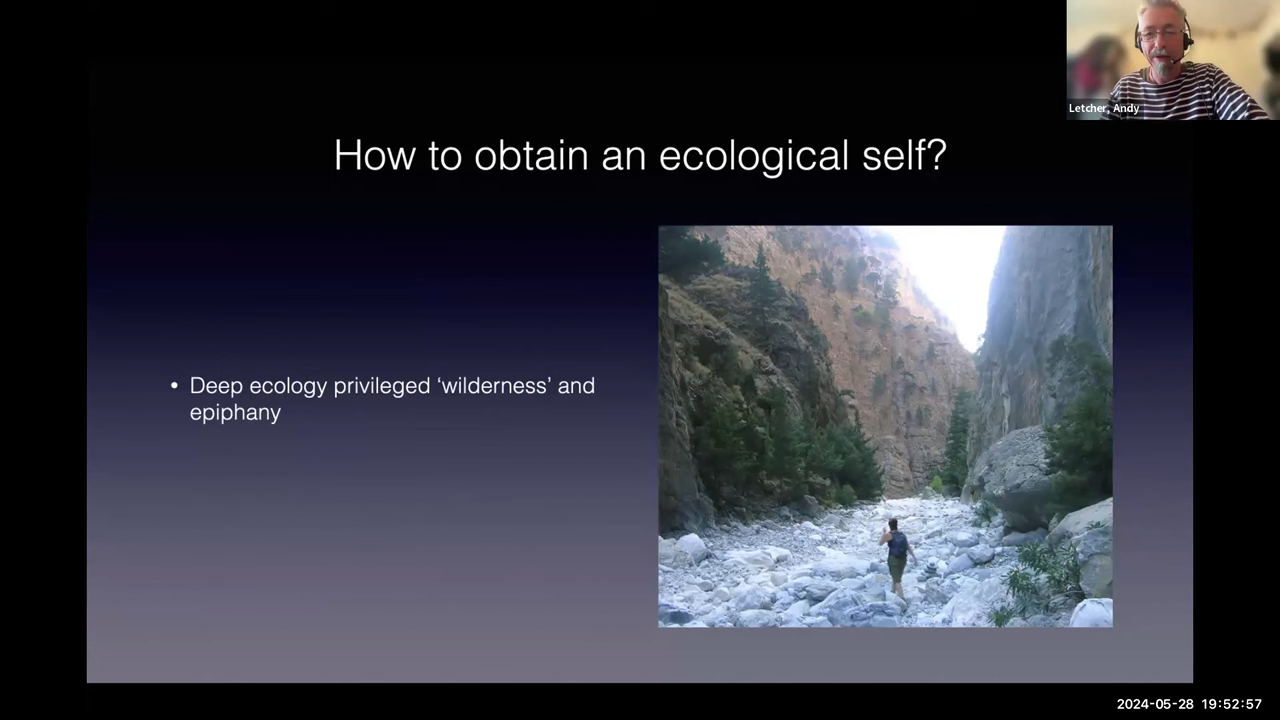 Letcher, Andy
How to obtain an ecological self?
• Deep ecology privileged ‘wilderness’ and
epiphany
2024-05-28 19:52:57